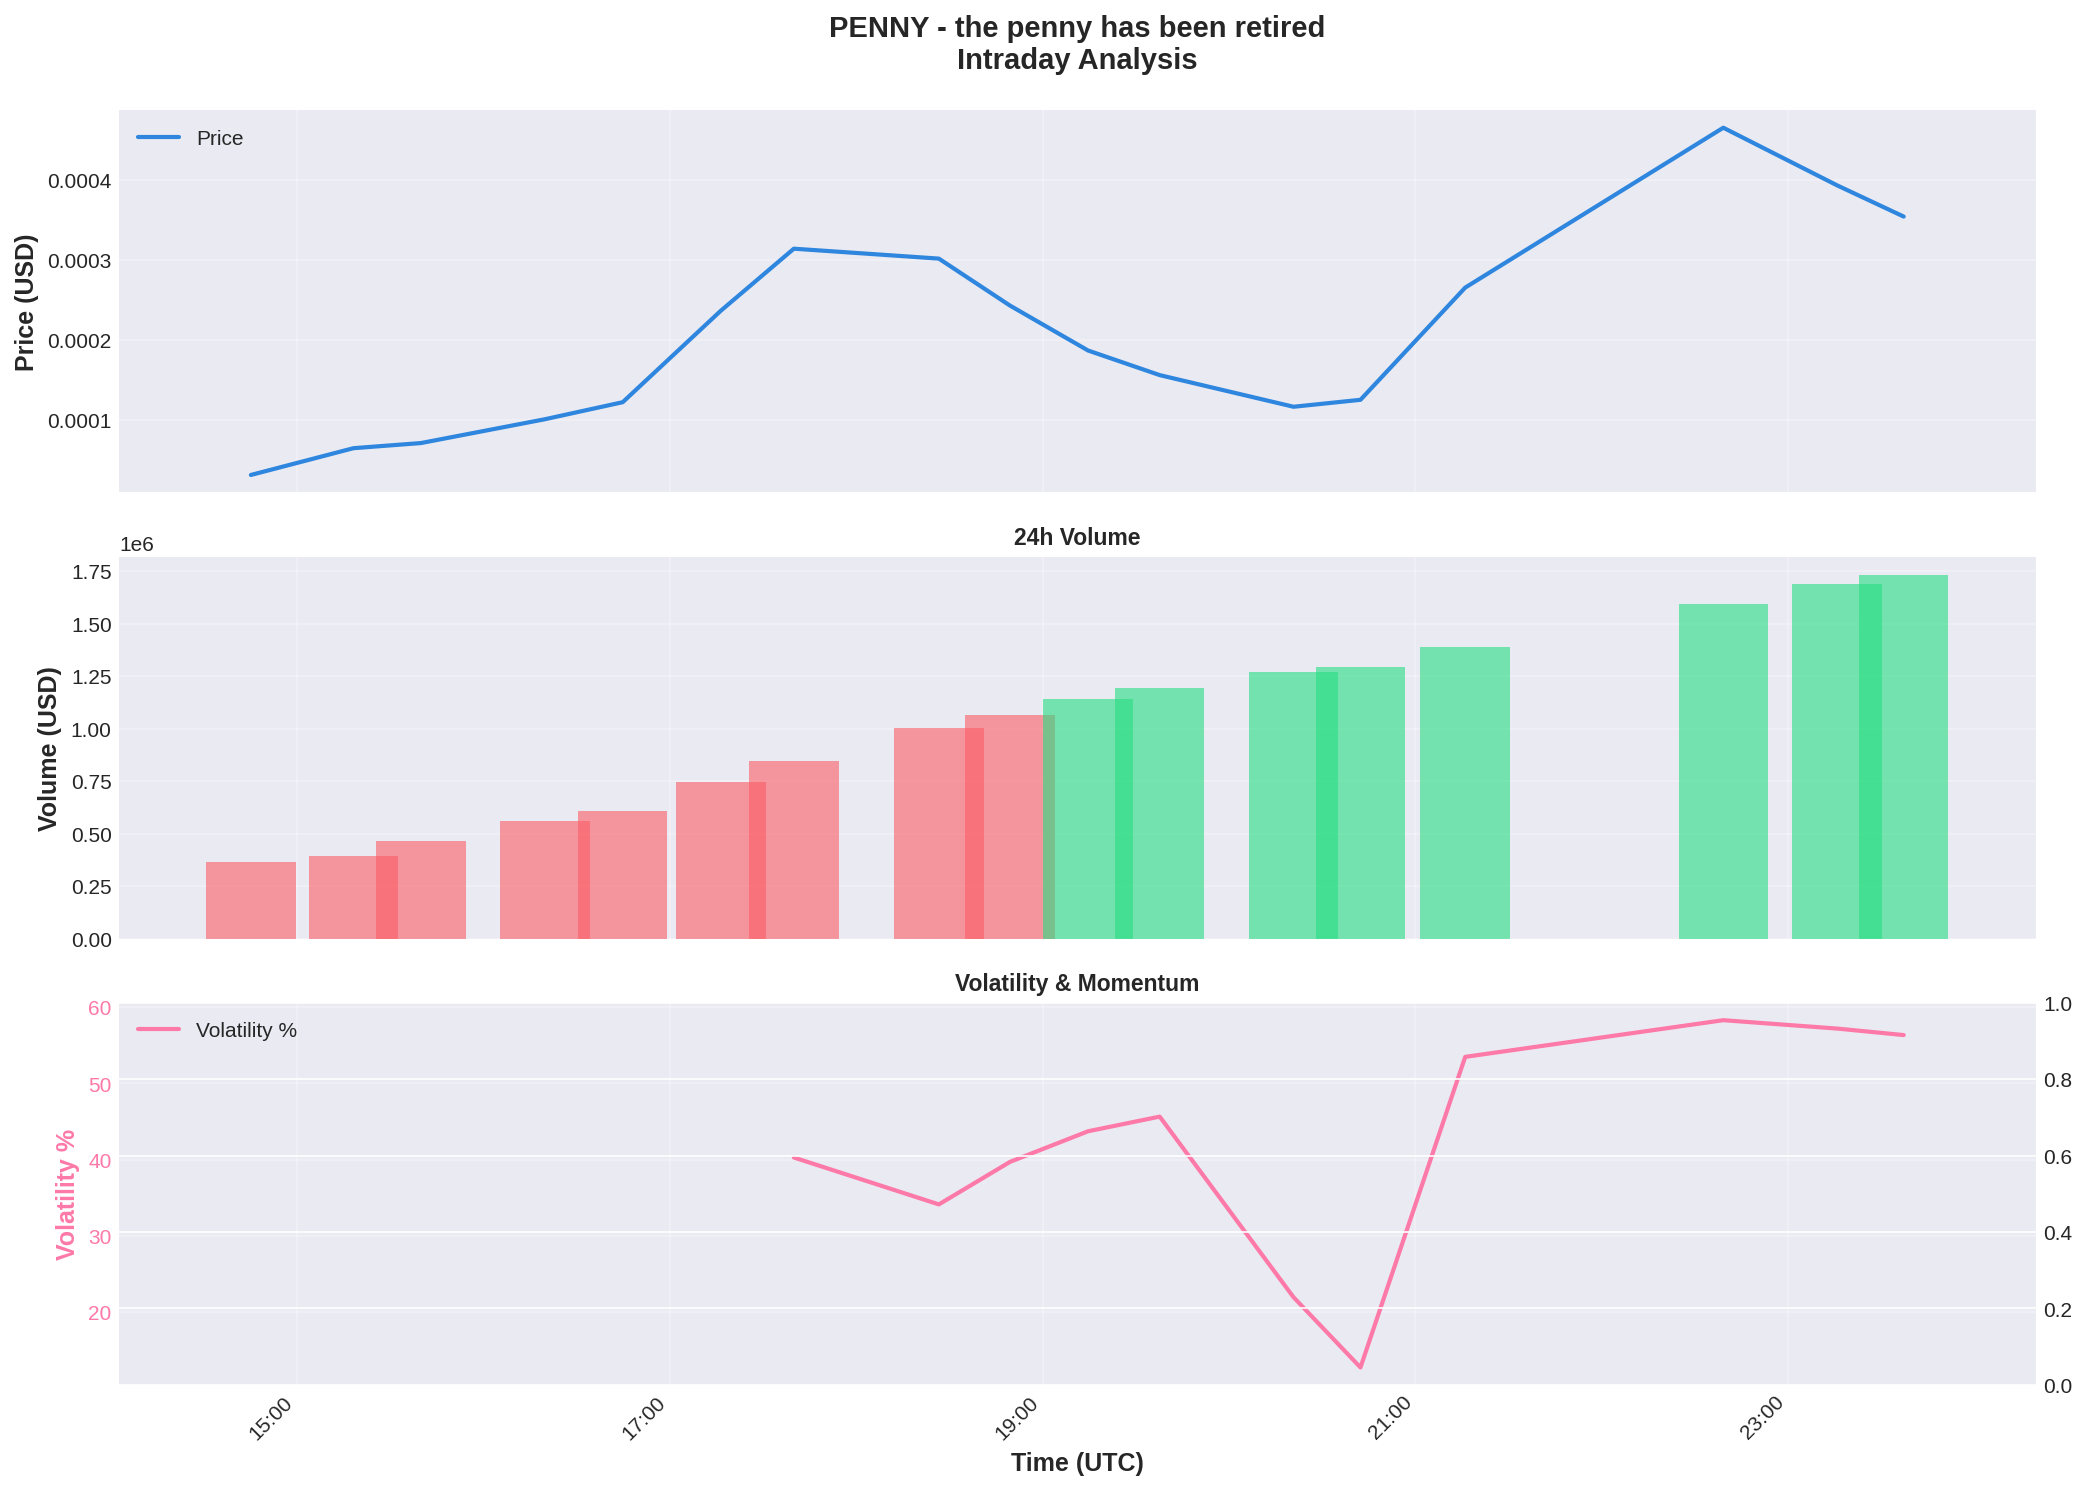 PENNY - the penny has been retired
Intraday Analysis
Price
0.0004
0.0003
0.0002
0.0001
Price (USD)
24h Volume
1e6
1.75
1.50
1.25
1.00
0.75
0.50
0.25
0.00
Volume (USD)
Volatility & Momentum
Volatility %
60
50
40
30
20
Volatility %
1.0
0.8
0.6
0.4
0.2
0.0
15:00
17:00
19:00
21:00
23:00
Time (UTC)